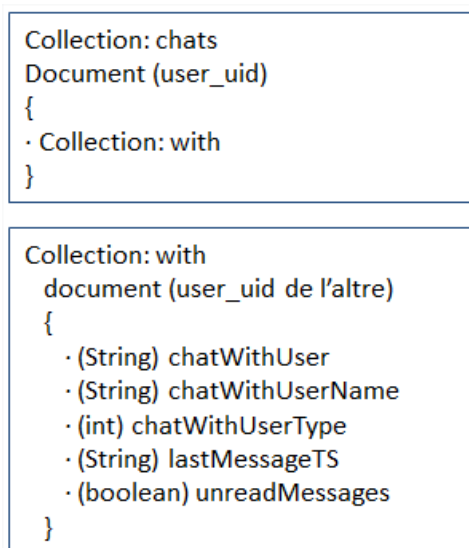 Collection: chats
Document (user_uid)
{
· Collection: with
}
Collection: with
document (user_uid de l’altre)
{
· (String) chatWithUser
· (String) chatWithUserName
· (int) chatWithUserType
· (String) lastMessageTS
· (boolean) unreadMessages
}